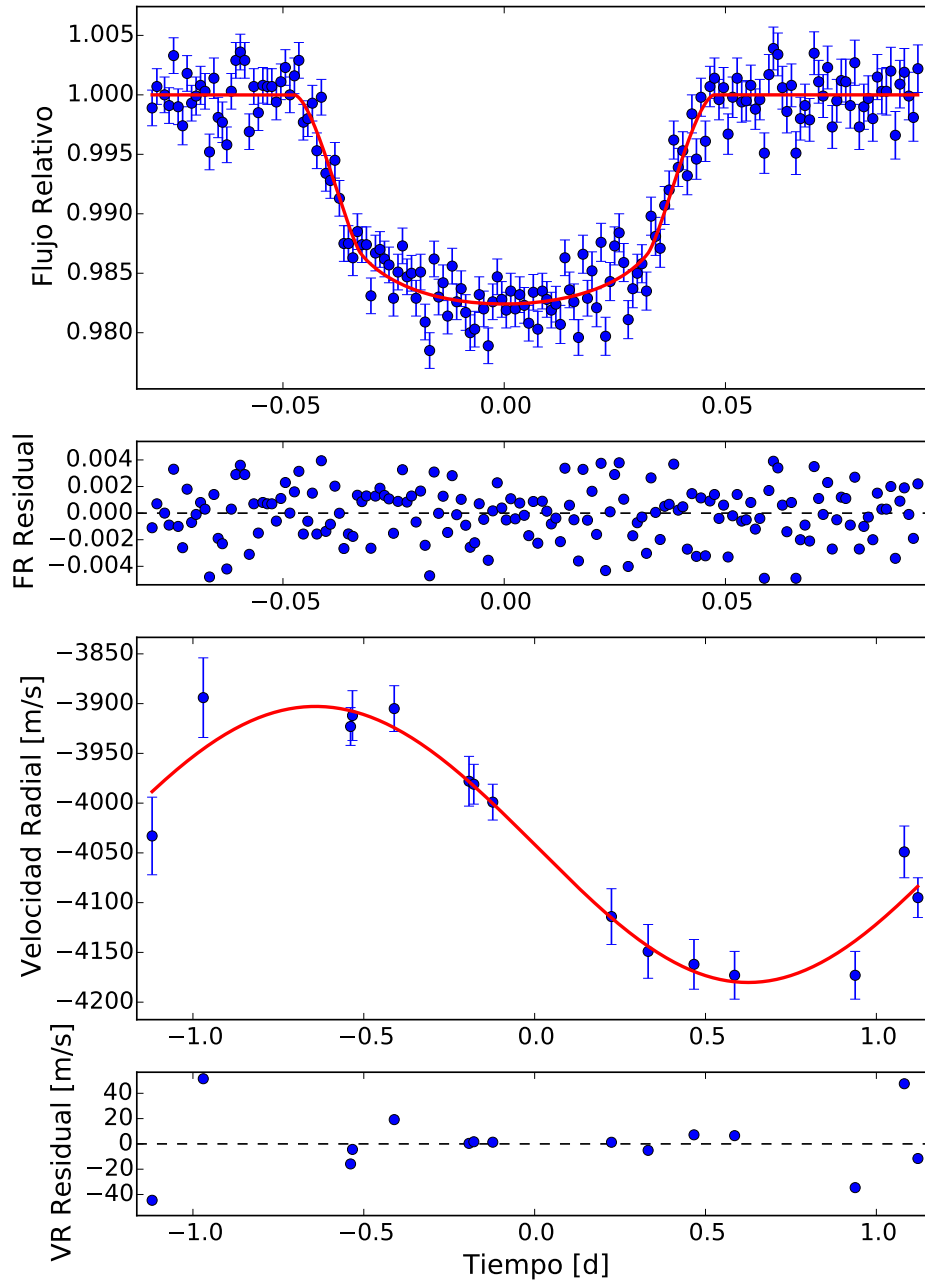 Flujo Relativo
1.005
1.000
0.995
0.990
0.985
0.980
−0.05 0.00 0.05
FR Residual
0.004
0.002
0.000
−0.002
−0.004
−0.05 0.00 0.05
Velocidad Radial [m/s]
−3850
−3900
−3950
−4000
−4050
−4100
−4150
−4200
−1.0 −0.5 0.0 0.5 1.0
VR Residual [m/s]
40
20
0
−20
−40
−1.0 −0.5 0.0 0.5 1.0
Tiempo [d]